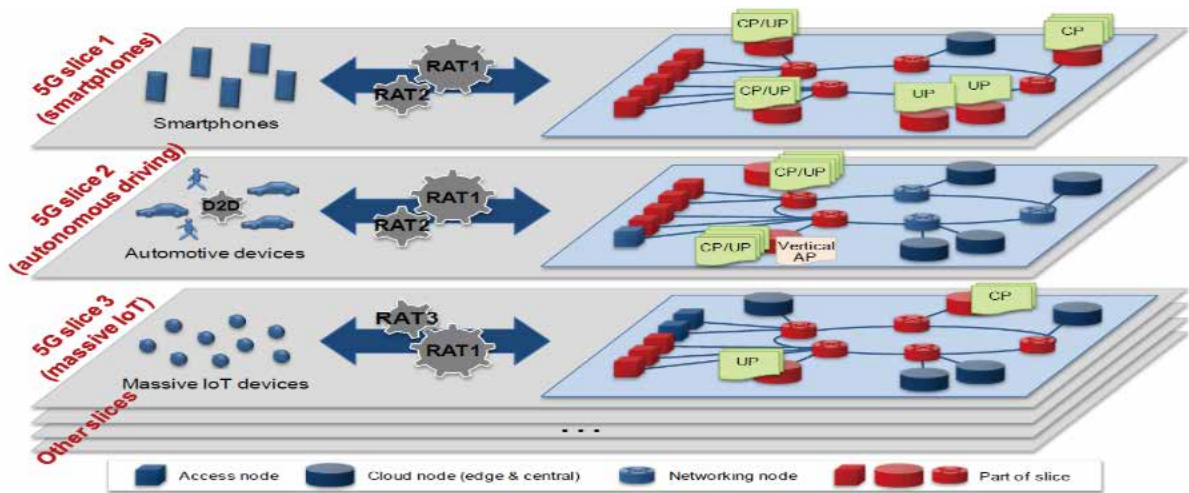 5G slice 1
(smartphones)
Smartphones
RAT1
RAT2
CP/UP
CP/UP
CP
UP
UP
5G slice 2
(autonomous driving)
D2D
Automotive devices
RAT1
RAT2
CP/UP
CP/UP
Vertical
AP
5G slice 3
(massive IoT)
Massive IoT devices
RAT3
RAT1
CP
UP
Other slices
...
Access node
Cloud node (edge & central)
Networking node
Part of slice